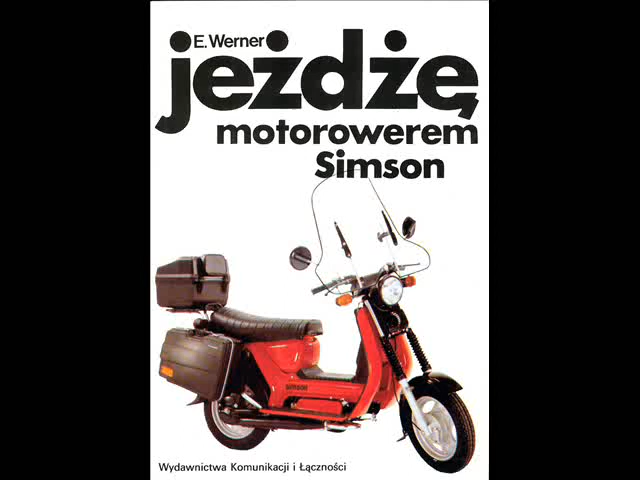 E. Werner
jeżdżę
motorowerem
Simson
SIMSON
Wydawnictwa Komunikacji i Łączności